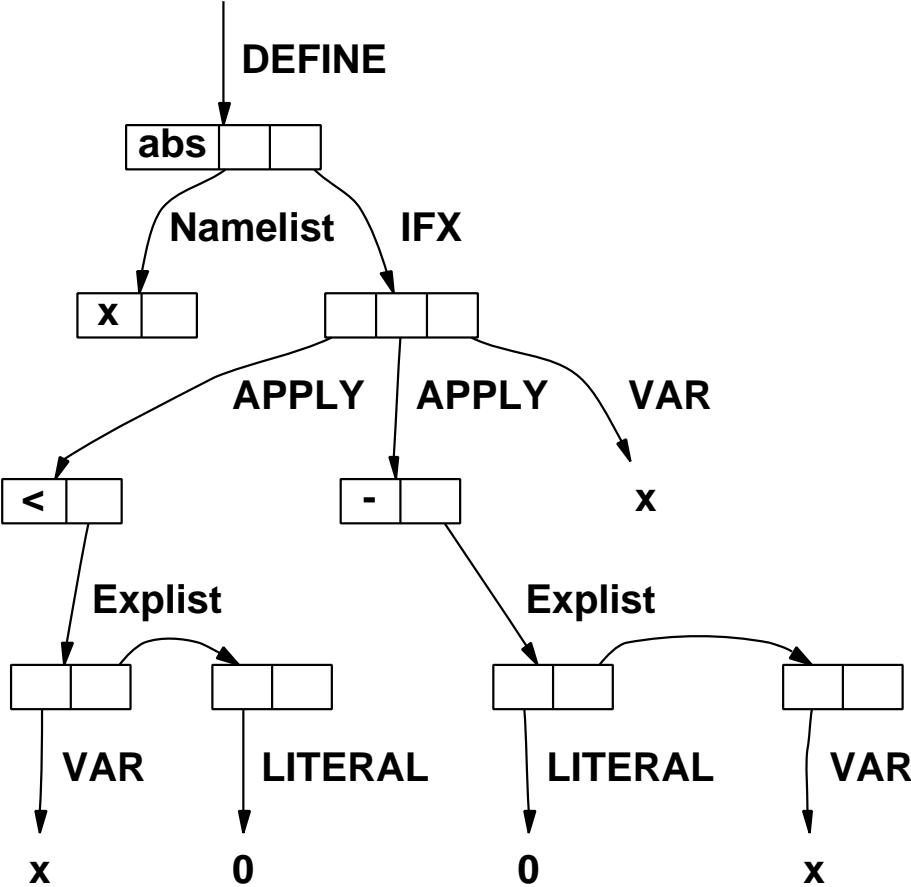 DEFINE
abs
Namelist IFX
x
APPLY APPLY VAR
< - x
Explist Explist
VAR LITERAL LITERAL VAR
x 0 0 x